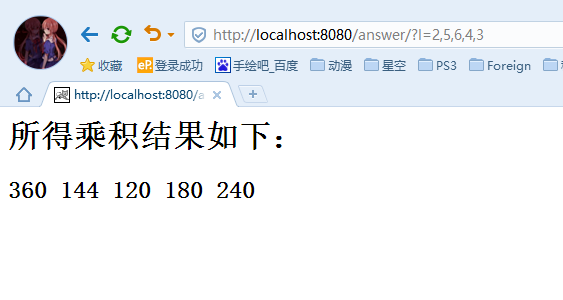 http://localhost:8080/answer/?l=2,5,6,4,3
收藏 eP. 登录成功 手绘吧_百度 动漫 星空 PS3 Foreign
http://localhost:8080/a
所得乘积结果如下：
360 144 120 180 240